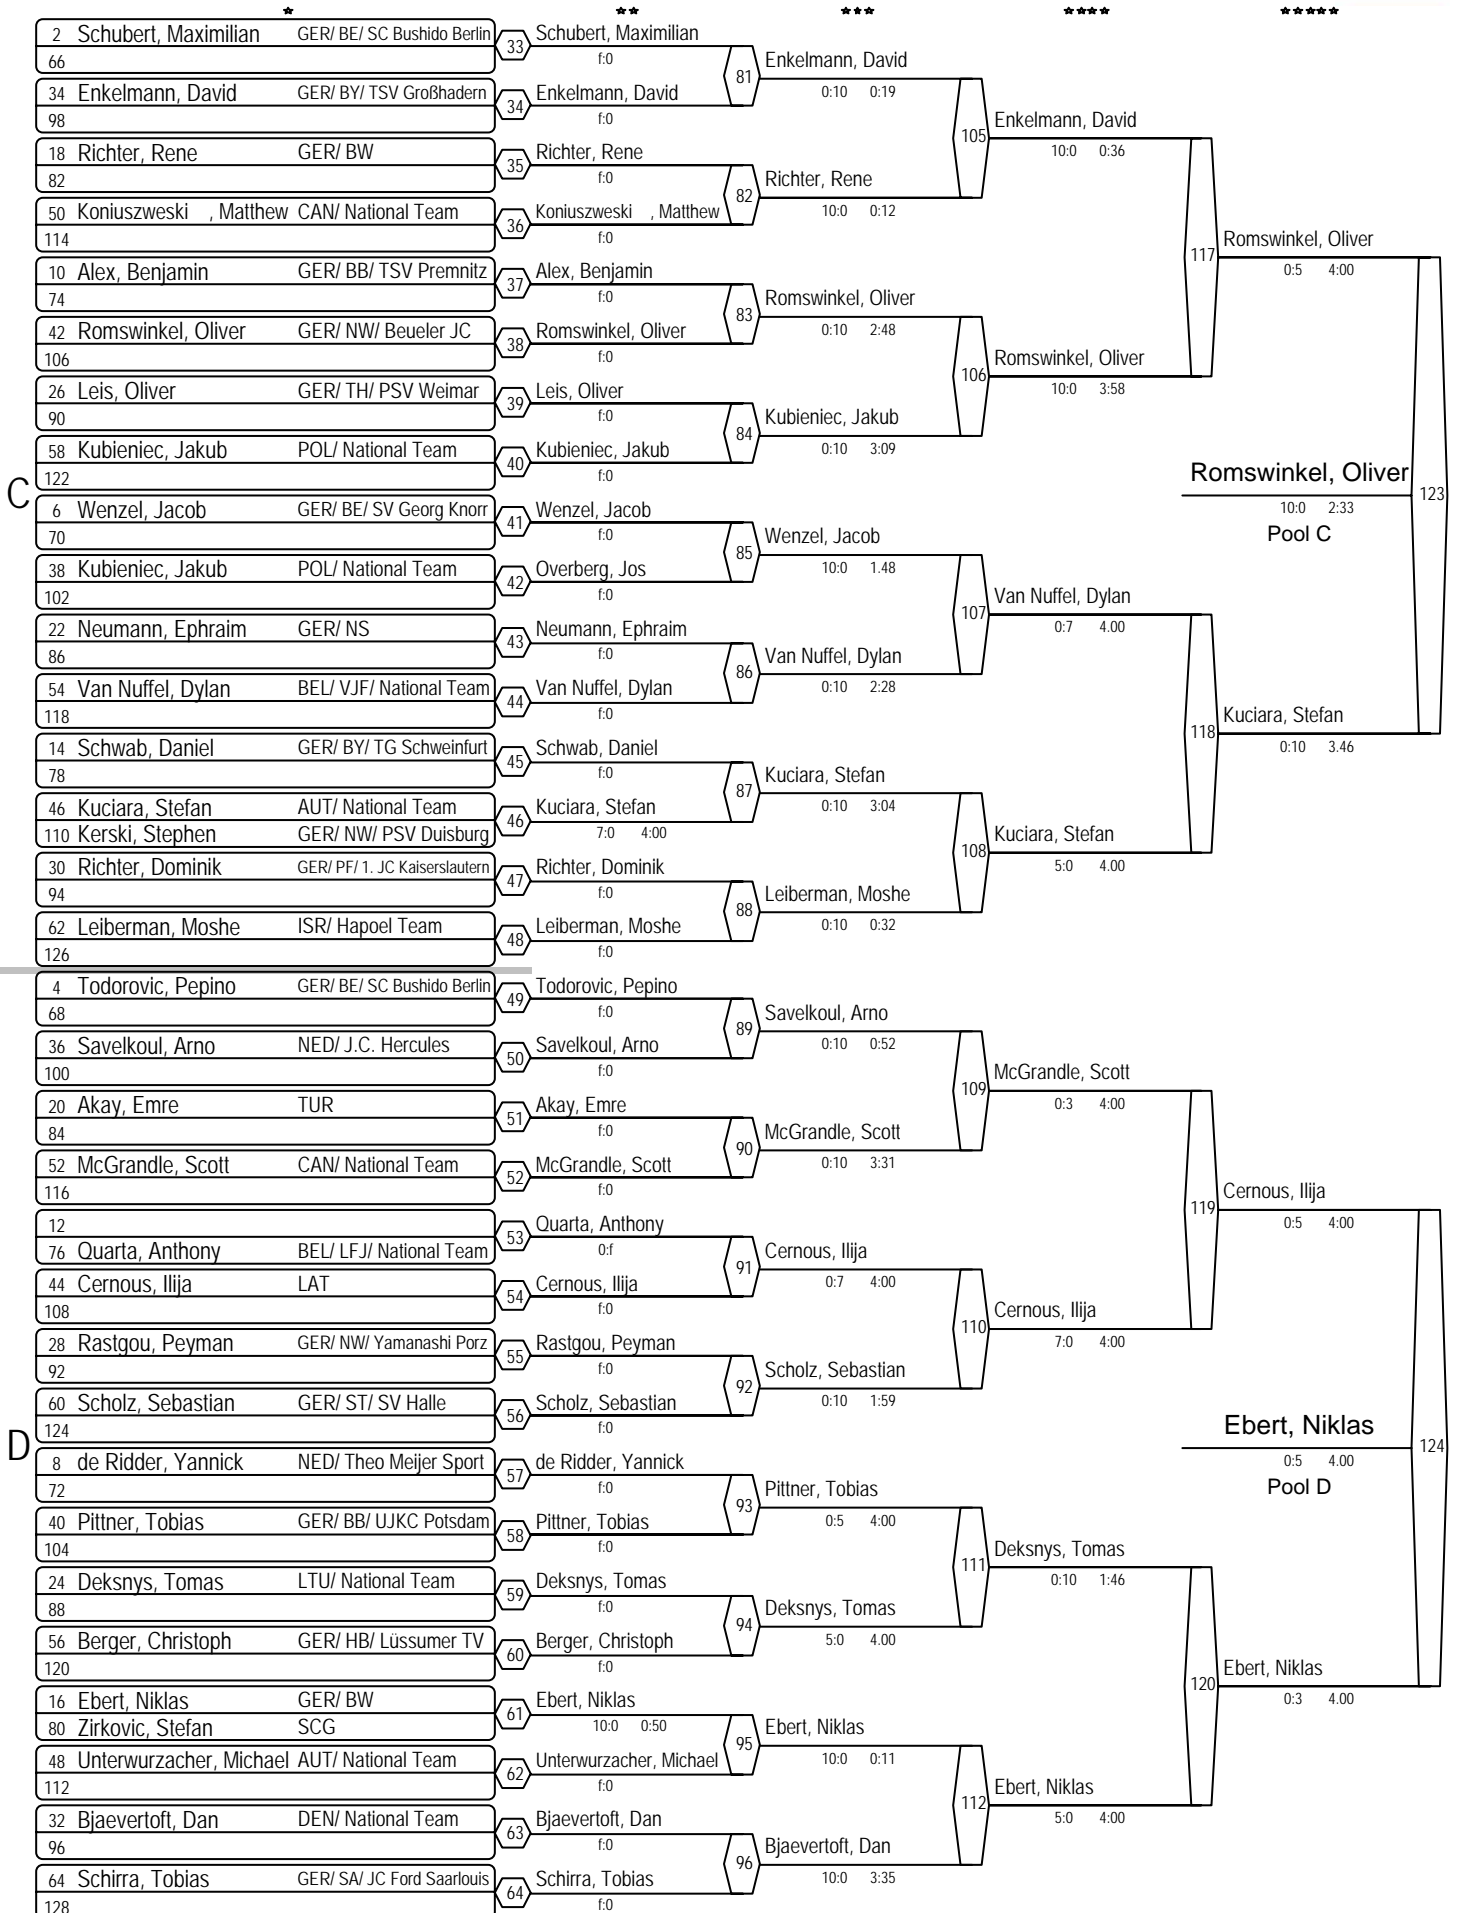 * ** *** **** *****
2 Schubert, Maximilian GER/ BE/ SC Bushido Berlin
66
33 Schubert, Maximilian
f:0
34 Enkelmann, David GER/ BY/ TSV Großhadern
98
34 Enkelmann, David
f:0
81 Enkelmann, David
0:10 0:19
18 Richter, Rene GER/ BW
82
35 Richter, Rene
f:0
50 Koniuszweski , Matthew CAN/ National Team
114
36 Koniuszweski , Matthew
f:0
82 Richter, Rene
10:0 0:12
105 Enkelmann, David
10:0 0:36
10 Alex, Benjamin GER/ BB/ TSV Premnitz
74
37 Alex, Benjamin
f:0
42 Romswinkel, Oliver GER/ NW/ Beueler JC
106
38 Romswinkel, Oliver
f:0
83 Romswinkel, Oliver
0:10 2:48
26 Leis, Oliver GER/ TH/ PSV Weimar
90
39 Leis, Oliver
f:0
58 Kubieniec, Jakub POL/ National Team
122
40 Kubieniec, Jakub
f:0
84 Kubieniec, Jakub
0:10 3:09
106 Romswinkel, Oliver
10:0 3:58
117 Romswinkel, Oliver
0:5 4:00
C
6 Wenzel, Jacob GER/ BE/ SV Georg Knorr
70
41 Wenzel, Jacob
f:0
38 Kubieniec, Jakub POL/ National Team
102
42 Overberg, Jos
f:0
85 Wenzel, Jacob
10:0 1.48
22 Neumann, Ephraim GER/ NS
86
43 Neumann, Ephraim
f:0
54 Van Nuffel, Dylan BEL/ VJF/ National Team
118
44 Van Nuffel, Dylan
f:0
86 Van Nuffel, Dylan
0:10 2:28
107 Van Nuffel, Dylan
0:7 4.00
14 Schwab, Daniel GER/ BY/ TG Schweinfurt
78
45 Schwab, Daniel
f:0
46 Kuciara, Stefan AUT/ National Team
110 Kerski, Stephen GER/ NW/ PSV Duisburg
46 Kuciara, Stefan
7:0 4:00
87 Kuciara, Stefan
0:10 3:04
30 Richter, Dominik GER/ PF/ 1. JC Kaiserslautern
94
47 Richter, Dominik
f:0
62 Leiberman, Moshe ISR/ Hapoel Team
126
48 Leiberman, Moshe
f:0
88 Leiberman, Moshe
0:10 0:32
108 Kuciara, Stefan
5:0 4.00
118 Kuciara, Stefan
0:10 3.46
Romswinkel, Oliver 123
10:0 2:33
Pool C
4 Todorovic, Pepino GER/ BE/ SC Bushido Berlin
68
49 Todorovic, Pepino
f:0
36 Savelkoul, Arno NED/ J.C. Hercules
100
50 Savelkoul, Arno
f:0
89 Savelkoul, Arno
0:10 0:52
20 Akay, Emre TUR
84
51 Akay, Emre
f:0
52 McGrandle, Scott CAN/ National Team
116
52 McGrandle, Scott
f:0
90 McGrandle, Scott
0:10 3:31
109 McGrandle, Scott
0:3 4:00
12
76 Quarta, Anthony BEL/ LFJ/ National Team
53 Quarta, Anthony
0:f
44 Cernous, Ilija LAT
108
54 Cernous, Ilija
f:0
91 Cernous, Ilija
0:7 4:00
28 Rastgou, Peyman GER/ NW/ Yamanashi Porz
92
55 Rastgou, Peyman
f:0
60 Scholz, Sebastian GER/ ST/ SV Halle
124
56 Scholz, Sebastian
f:0
92 Scholz, Sebastian
0:10 1:59
110 Cernous, Ilija
7:0 4:00
119 Cernous, Ilija
0:5 4:00
D
8 de Ridder, Yannick NED/ Theo Meijer Sport
72
57 de Ridder, Yannick
f:0
40 Pittner, Tobias GER/ BB/ UJKC Potsdam
104
58 Pittner, Tobias
f:0
93 Pittner, Tobias
0:5 4:00
24 Deksnys, Tomas LTU/ National Team
88
59 Deksnys, Tomas
f:0
56 Berger, Christoph GER/ HB/ Lüssumer TV
120
60 Berger, Christoph
f:0
94 Deksnys, Tomas
5:0 4.00
111 Deksnys, Tomas
0:10 1:46
16 Ebert, Niklas GER/ BW
80 Zirkovic, Stefan SCG
61 Ebert, Niklas
10:0 0:50
48 Unterwurzacher, Michael AUT/ National Team
112
62 Unterwurzacher, Michael
f:0
95 Ebert, Niklas
10:0 0:11
32 Bjaevertoft, Dan DEN/ National Team
96
63 Bjaevertoft, Dan
f:0
64 Schirra, Tobias GER/ SA/ JC Ford Saarlouis
128
64 Schirra, Tobias
f:0
96 Bjaevertoft, Dan
10:0 3:35
112 Ebert, Niklas
5:0 4:00
120 Ebert, Niklas
0:3 4.00
Ebert, Niklas 124
0:5 4.00
Pool D